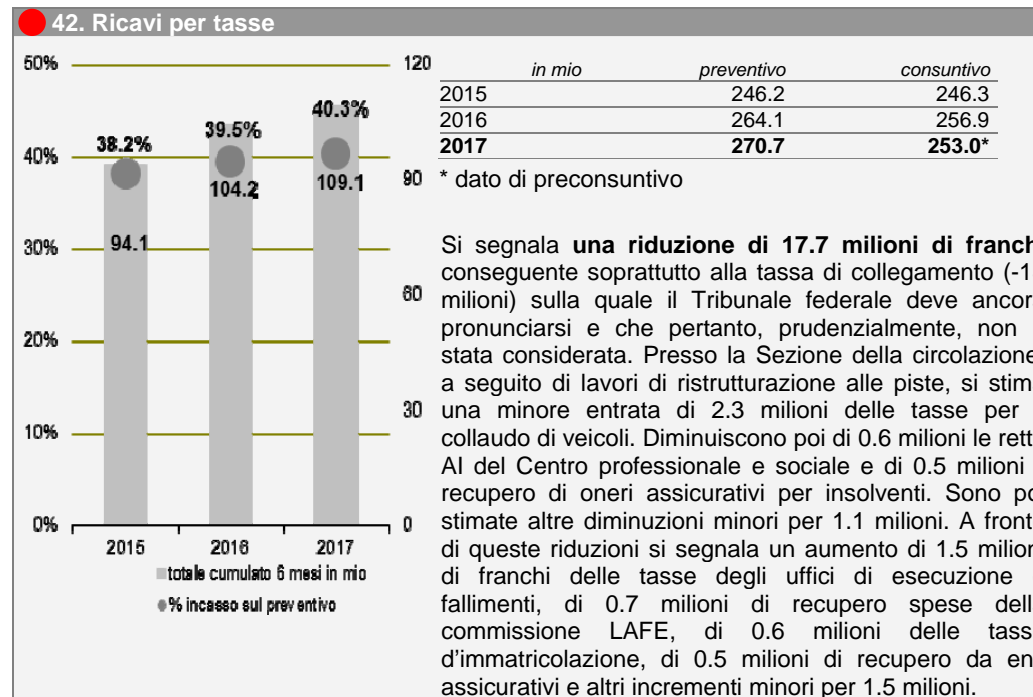 42. Ricavi per tasse
50%
40%
30%
20%
10%
0%
120
90
60
30
0
38.2%
39.5%
40.3%
94.1
104.2
109.1
2015 2016 2017
totale cumulato 6 mesi in mio
% incasso sul preventivo
in mio preventivo consuntivo
2015 246.2 246.3
2016 264.1 256.9
2017 270.7 253.0*
* dato di preconsuntivo
Si segnala una riduzione di 17.7 milioni di franch
conseguente soprattutto alla tassa di collegamento (-1
milioni) sulla quale il Tribunale federale deve ancor
pronunciarsi e che pertanto, prudenzialmente, non
stata considerata. Presso la Sezione della circolazione
a seguito di lavori di ristrutturazione alle piste, si stim
una minore entrata di 2.3 milioni delle tasse per
collaudo di veicoli. Diminuiscono poi di 0.6 milioni le rett
AI del Centro professionale e sociale e di 0.5 milioni
recupero di oneri assicurativi per insolventi. Sono po
stimate altre diminuzioni minori per 1.1 milioni. A front
di queste riduzioni si segnala un aumento di 1.5 milion
di franchi delle tasse degli uffici di esecuzione
fallimenti, di 0.7 milioni di recupero spese dell
commissione LAFE, di 0.6 milioni delle tass
d'immatricolazione, di 0.5 milioni di recupero da en
assicurativi e altri incrementi minori per 1.5 milioni.